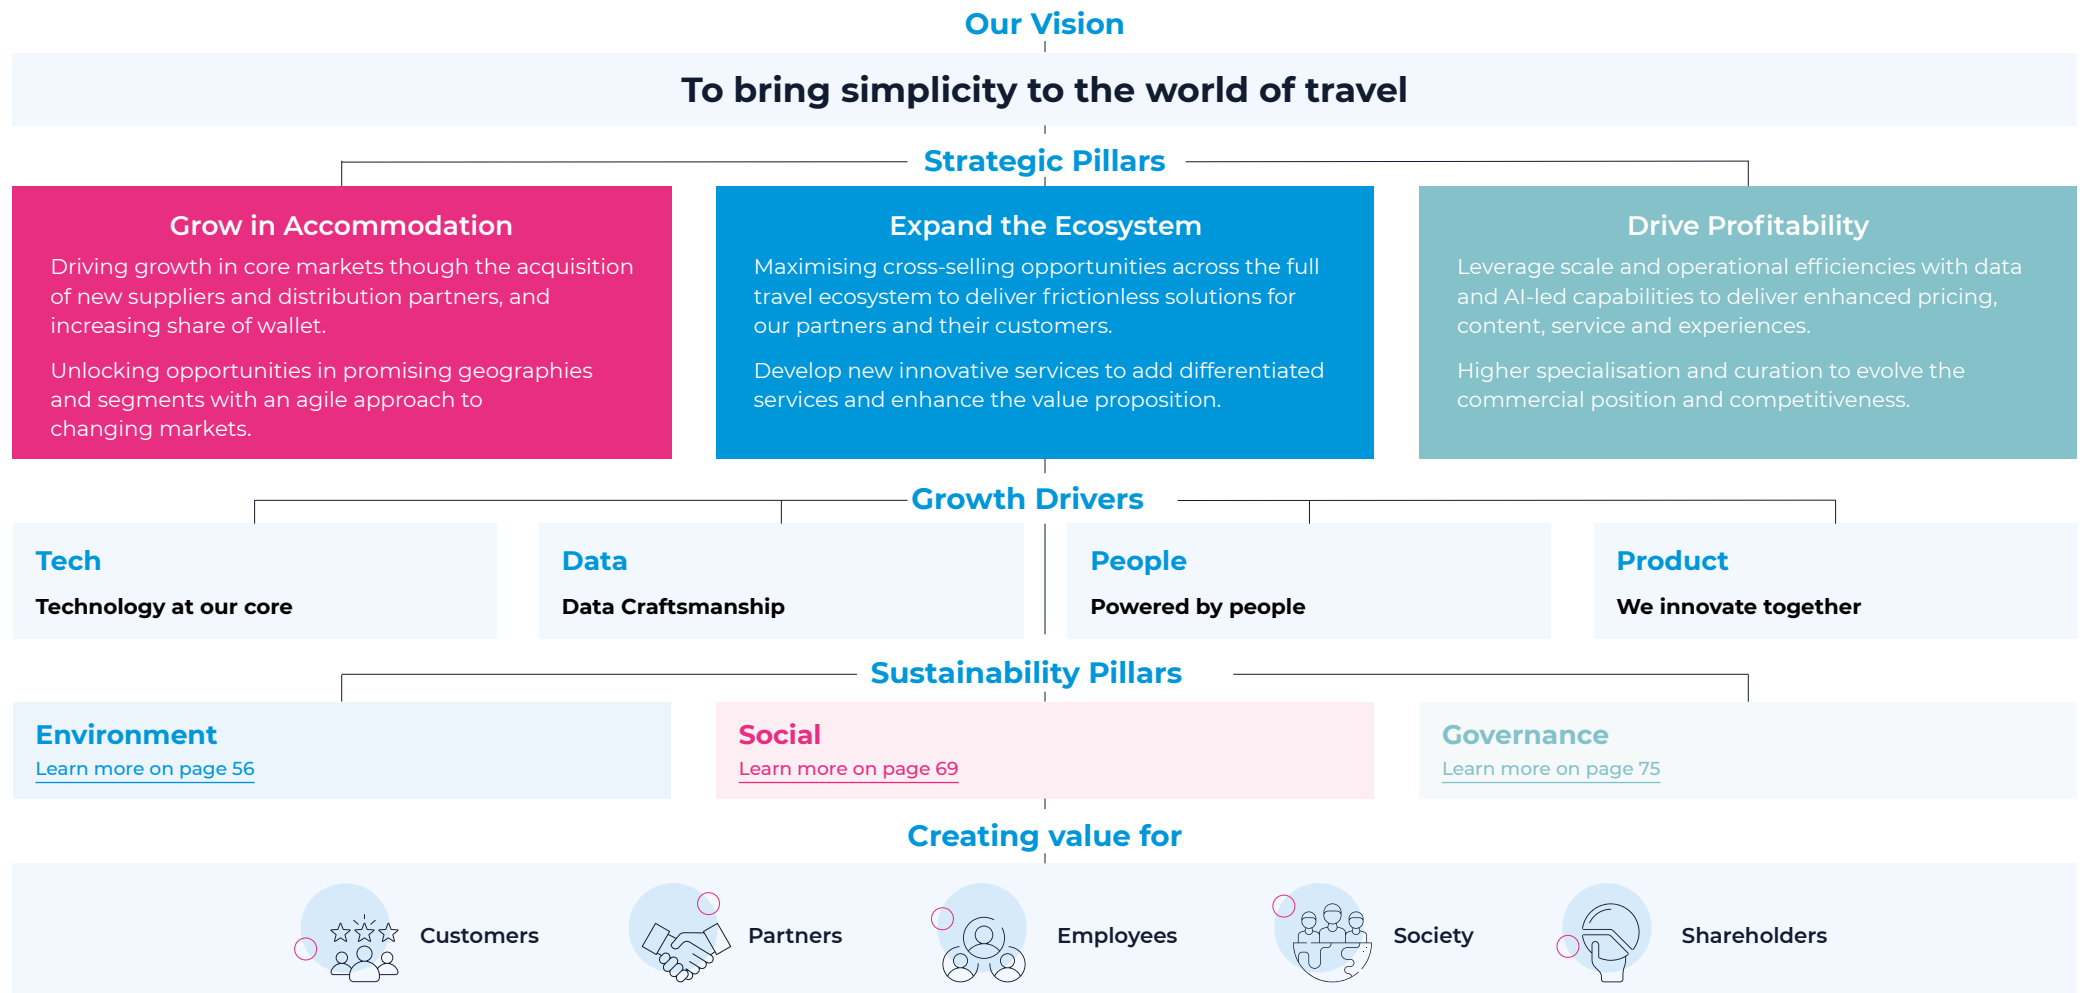 Our Vision
To bring simplicity to the world of travel
Strategic Pillars
Grow in Accommodation
Driving growth in core markets though the acquisition
of new suppliers and distribution partners, and
increasing share of wallet.
Unlocking opportunities in promising geographies
and segments with an agile approach to
changing markets.
Expand the Ecosystem
Maximising cross-selling opportunities across the full
travel ecosystem to deliver frictionless solutions for
our partners and their customers.
Develop new innovative services to add differentiated
services and enhance the value proposition.
Drive Profitability
Leverage scale and operational efficiencies with data
and AI-led capabilities to deliver enhanced pricing,
content, service and experiences.
Higher specialisation and curation to evolve the
commercial position and competitiveness.
Growth Drivers
Tech
Technology at our core
Data
Data Craftsmanship
People
Powered by people
Product
We innovate together
Sustainability Pillars
Environment
Learn more on page 56
Social
Learn more on page 69
Governance
Learn more on page 75
Creating value for
Customers
Partners
Employees
Society
Shareholders